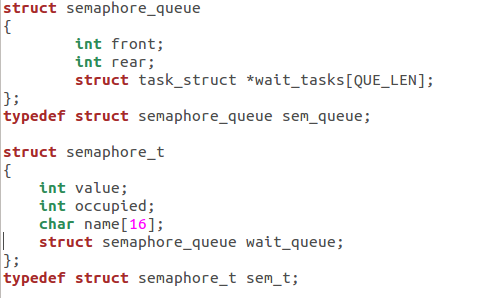 struct semaphore_queue
{
        int front;
        int rear;
        struct task_struct *wait_tasks[QUE_LEN];
};
typedef struct semaphore_queue sem_queue;

struct semaphore_t
{
    int value;
    int occupied;
    char name[16];
    struct semaphore_queue wait_queue;
};
typedef struct semaphore_t sem_t;